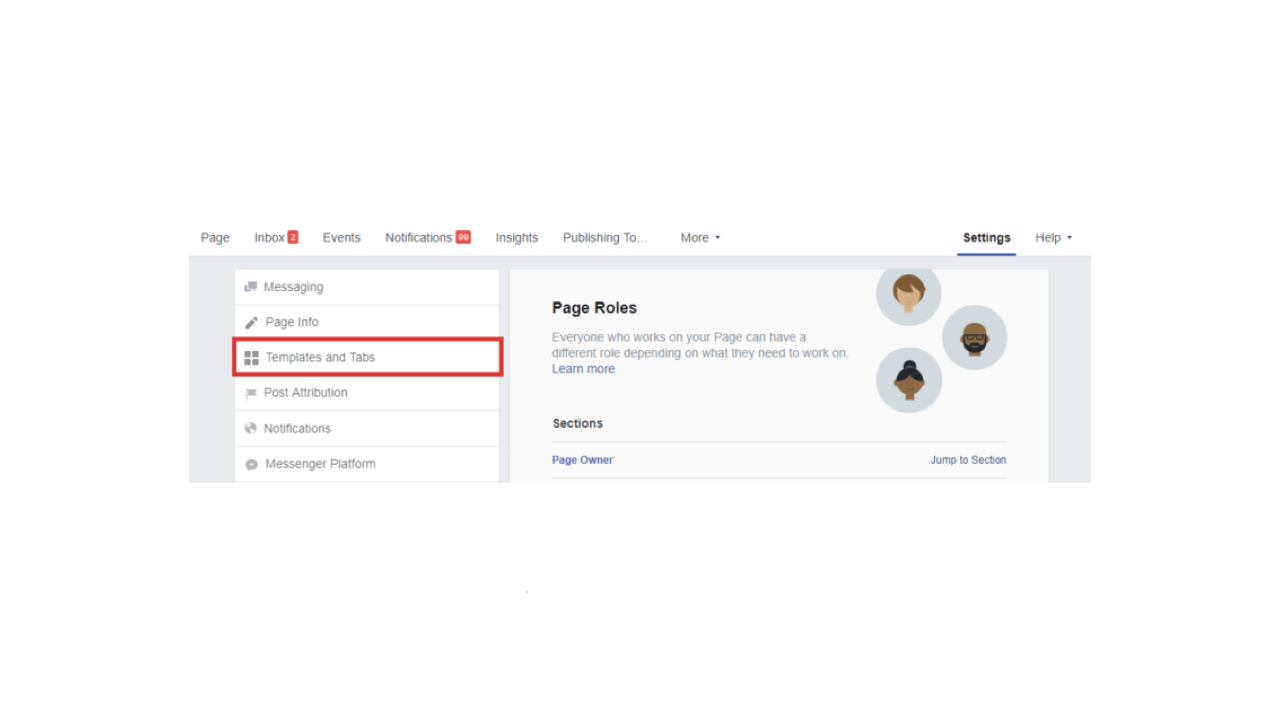 Page Inbox 2 Events Notifications 99 Insights Publishing To... More Settings Help
Messaging
Page Info
Templates and Tabs
Post Attribution
Notifications
Messenger Platform
Page Roles
Everyone who works on your Page can have a
different role depending on what they need to work on.
Learn more
Sections
Page Owner Jump to Section